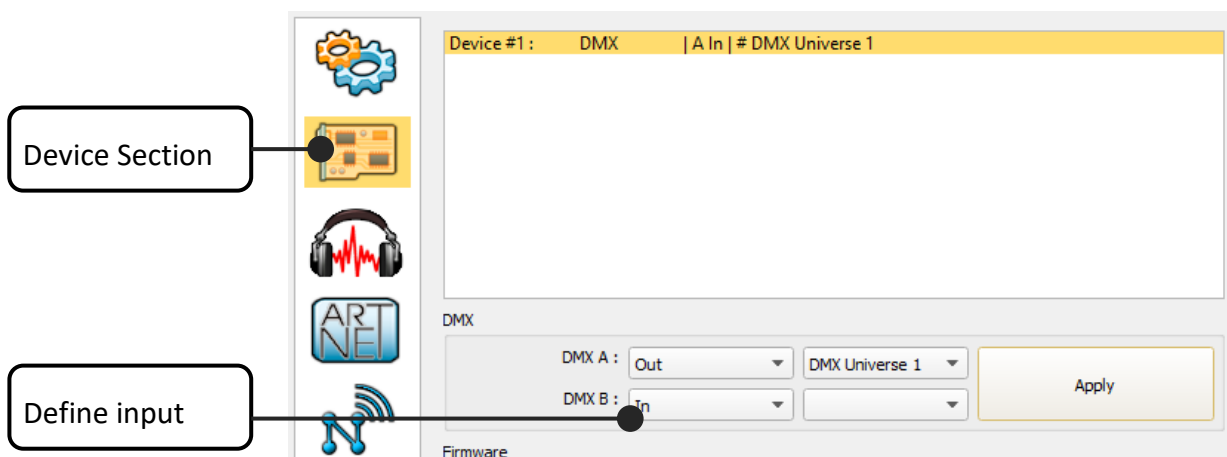 Device #1 : DMX | A In | # DMX Universe 1
Device Section
ART
NET
DMX
DMX A : Out DMX Universe 1
Apply
Define input
DMX B : In
N
Firmware